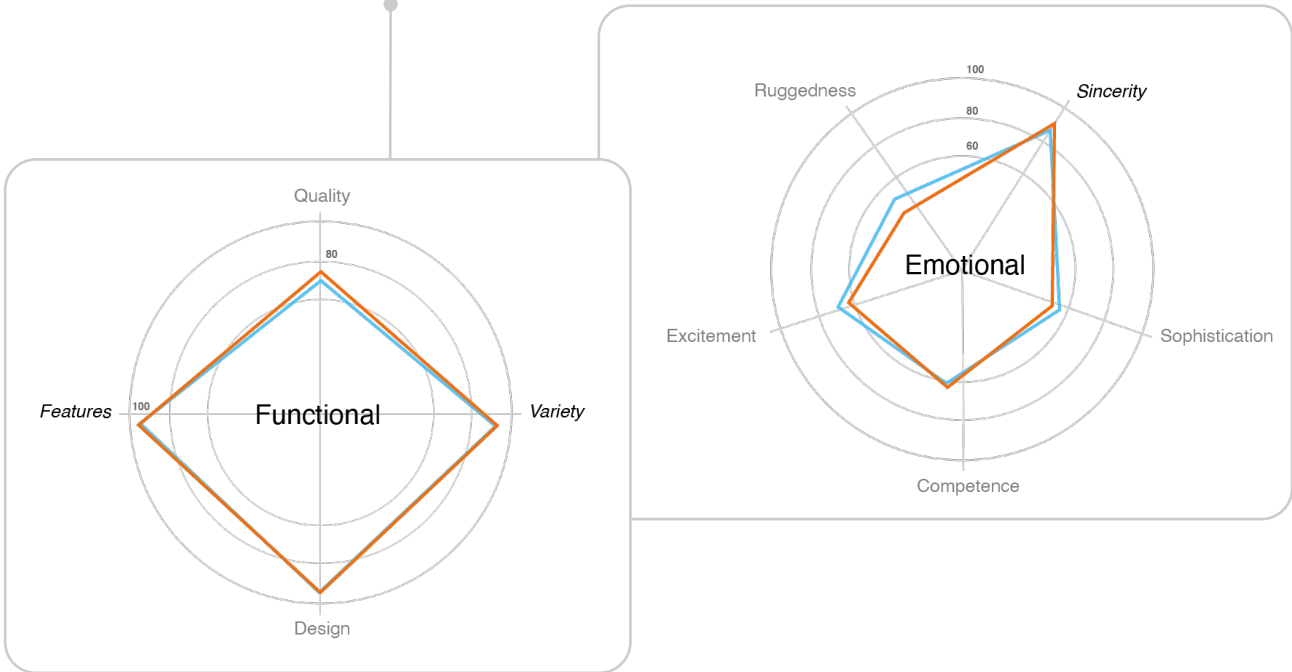 Quality
80
Features
100
Functional
Variety
Design
100
Ruggedness
Sincerity
80
60
Emotional
Excitement
Sophistication
Competence